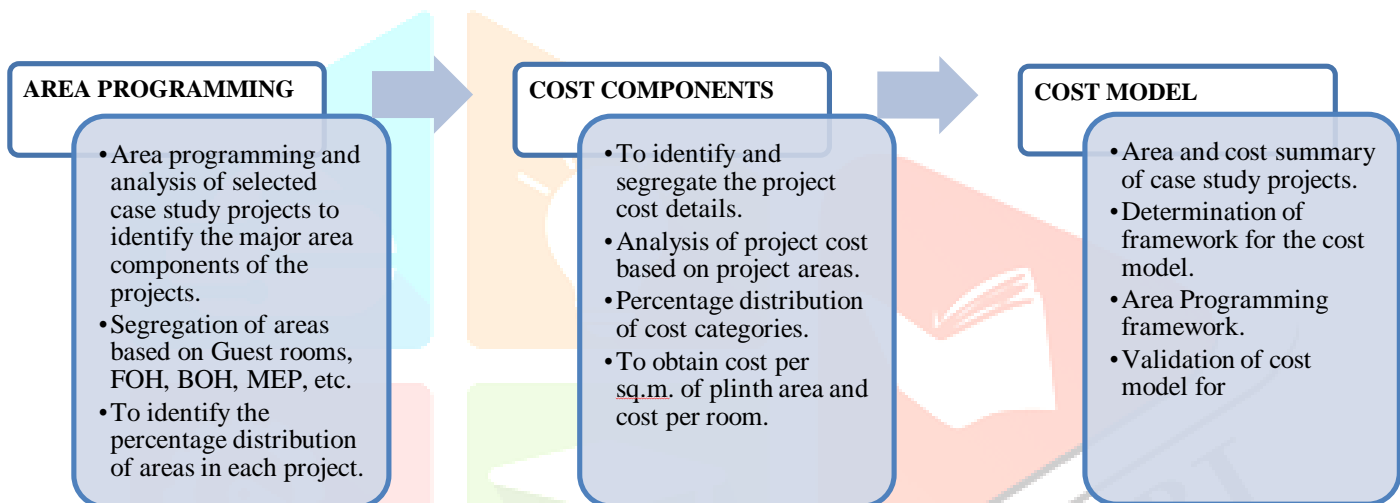 AREA PROGRAMMING
•Area programming and
analysis of selected
case study projects to
identify the major area
components of the
projects.
•Segregation of areas
based on Guest rooms,
FOH, BOH, MEP, etc.
•To identify the
percentage distribution
of areas in each project.
COST COMPONENTS
•To identify and
segregate the project
cost details.
•Analysis of project cost
based on project areas.
•Percentage distribution
of cost categories.
•To obtain cost per
sq.m. of plinth area and
cost per room.
COST MODEL
•Area and cost summary
of case study projects.
•Determination of
framework for the cost
model.
•Area Programming
framework.
•Validation of cost
model for